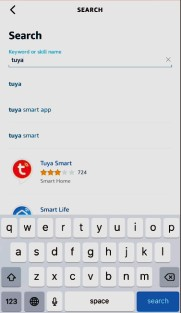 SEARCH
Search
Keyword or skill name
tuya
tuya
tuya smart app
tuya smart
Tuya Smart
724
Smart Home
Smart Life
q w e r t y u i o p
a s d f g h j k l
z x c v b n m
123 space search